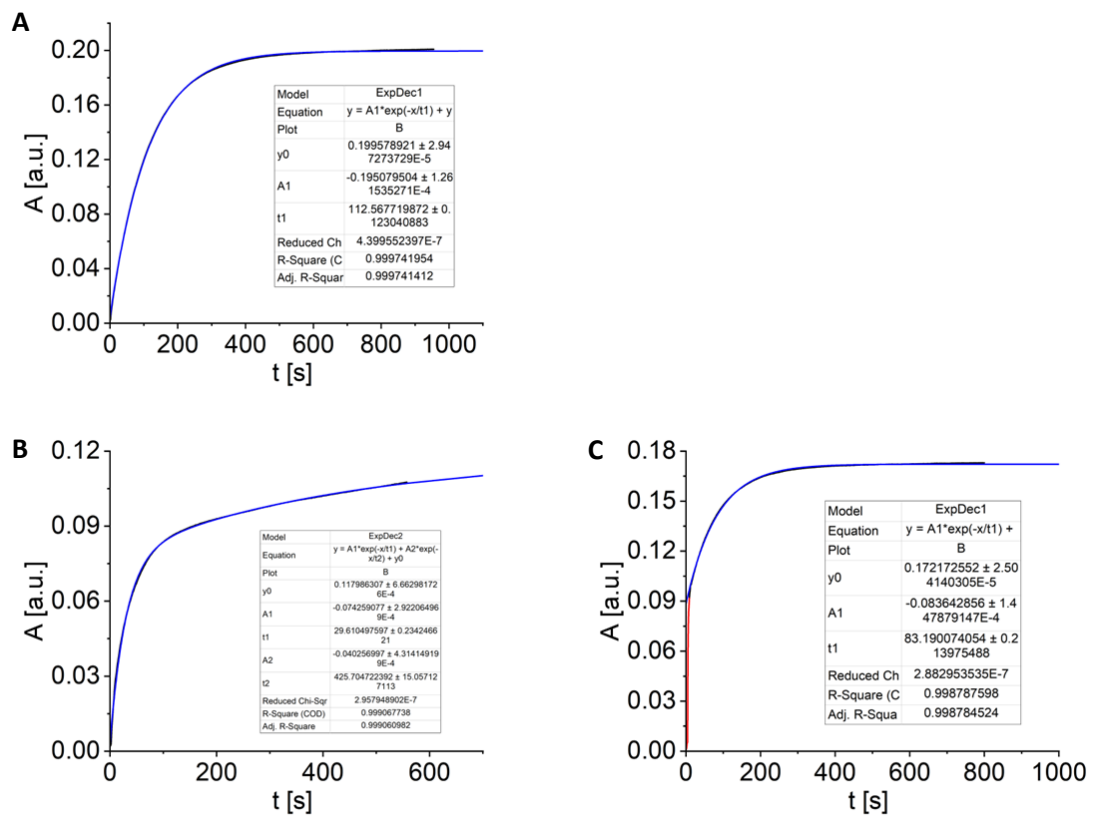 A
0.20
0.16
0.12
0.08
0.04
0.00
A [a.u.]
0 200 400 600 800 1000
t [s]
Model ExpDec1
Equation y = A1*exp(-x/t1) + y
Plot B
y0 0.199578921 ± 2.94
7273729E-5
A1 -0.195079504 ± 1.26
1535271E-4
t1 112.567719872 ± 0.
123040883
Reduced Ch 4.399552397E-7
R-Square (C 0.999741954
Adj. R-Squar 0.999741412
B
0.12
0.09
0.06
0.03
0.00
A [a.u.]
0 200 400 600
t [s]
Model ExpDec2
Equation y = A1*exp(-x/t1) + A2*exp(-
x/t2) + y0
Plot B
y0 0.117986307 ± 6.66298172
6E-4
A1 -0.074259077 ± 2.92206496
9E-4
t1 29.610497597 ± 0.2342466
21
A2 -0.040256997 ± 4.31414919
9E-4
t2 425.704722392 ± 15.05712
7113
Reduced Chi-Sqr 2.957948902E-7
R-Square (COD) 0.999067738
Adj. R-Square 0.999060982
C
0.18
0.15
0.12
0.09
0.06
0.03
0.00
A [a.u.]
0 200 400 600 800 1000
t [s]
Model ExpDec1
Equation y = A1*exp(-x/t1) +
Plot B
y0 0.172172552 ± 2.50
4140305E-5
A1 -0.083642856 ± 1.4
47879147E-4
t1 83.190074054 ± 0.2
13975488
Reduced Ch 2.882953535E-7
R-Square (C 0.998787598
Adj. R-Squa 0.998784524